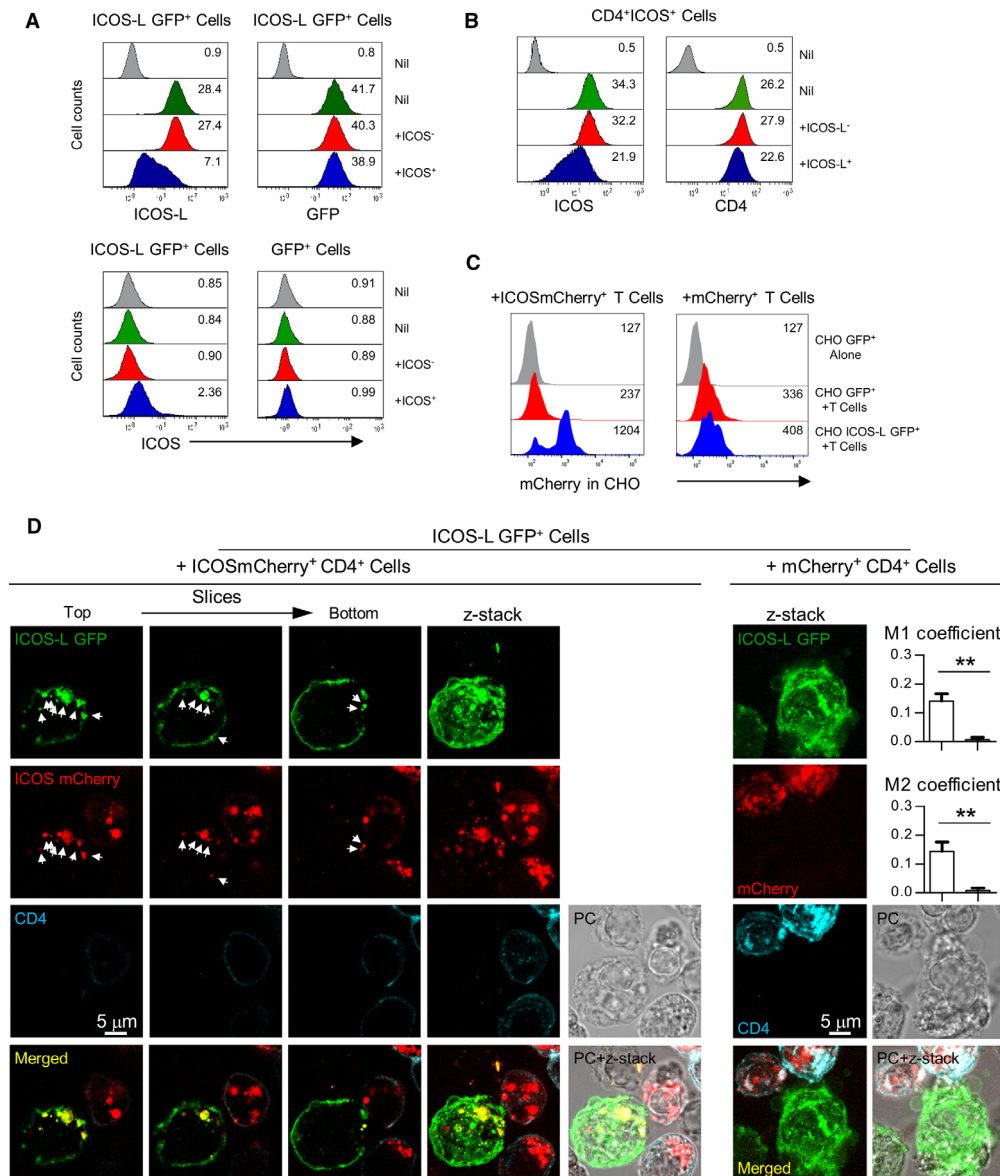 A
ICOS-L GFP⁺ Cells
ICOS-L GFP⁺ Cells
Cell counts
0.9
0.8
Nil
28.4
41.7
Nil
27.4
40.3
+ICOS⁻
7.1
38.9
+ICOS⁺
ICOS-L
GFP
ICOS-L GFP⁺ Cells
GFP⁺ Cells
Cell counts
0.85
0.91
0.84
0.88
Nil
0.90
0.89
+ICOS⁻
2.36
0.99
+ICOS⁺
ICOS
B
CD4⁺ICOS⁺ Cells
0.5
0.5
Nil
34.3
26.2
Nil
32.2
27.9
+ICOS-L⁻
21.9
22.6
+ICOS-L⁺
ICOS
CD4
C
+ICOSmCherry⁺ T Cells
+mCherry⁺ T Cells
127
127
CHO GFP⁺
Alone
237
336
CHO GFP⁺
+T Cells
1204
408
CHO ICOS-L GFP⁺
+T Cells
mCherry in CHO
D
ICOS-L GFP⁺ Cells
+ ICOSmCherry⁺ CD4⁺ Cells
+ mCherry⁺ CD4⁺ Cells
Top
Slices
Bottom
z-stack
z-stack
ICOS-L GFP
ICOS-L GFP
M1 coefficient
0.3
**
0.2
0.1
0.0
ICOS mCherry
mCherry
M2 coefficient
0.3
**
0.2
0.1
0.0
CD4
5 μm
PC
CD4
5 μm
PC
Merged
PC+z-stack
Merged
PC+z-stack